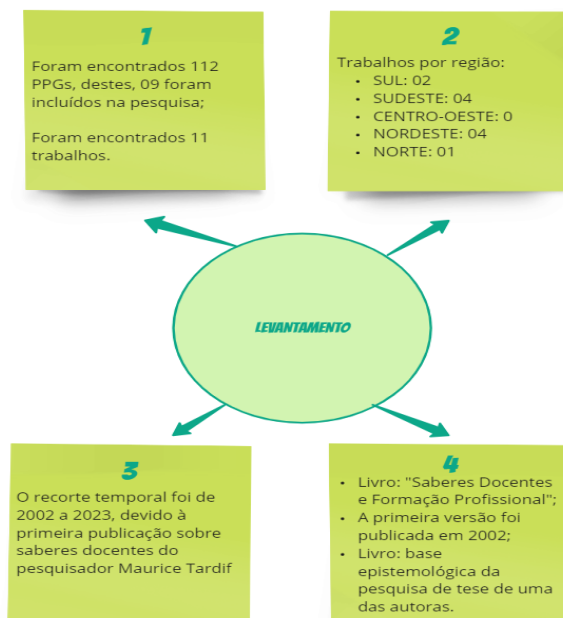 1
Foram encontrados 112
PPGs, destes, 09 foram
incluídos na pesquisa;
Foram encontrados 11
trabalhos.
2
Trabalhos por região:
• SUL: 02
• SUDESTE: 04
• CENTRO-OESTE: 0
• NORDESTE: 04
• NORTE: 01
LEVANTAMENTO
3
O recorte temporal foi de
2002 a 2023, devido à
primeira publicação sobre
saberes docentes do
pesquisador Maurice Tardif
4
• Livro: "Saberes Docentes
e Formação Profissional";
• A primeira versão foi
publicada em 2002;
• Livro: base
epistemológica da
pesquisa de tese de uma
das autoras.